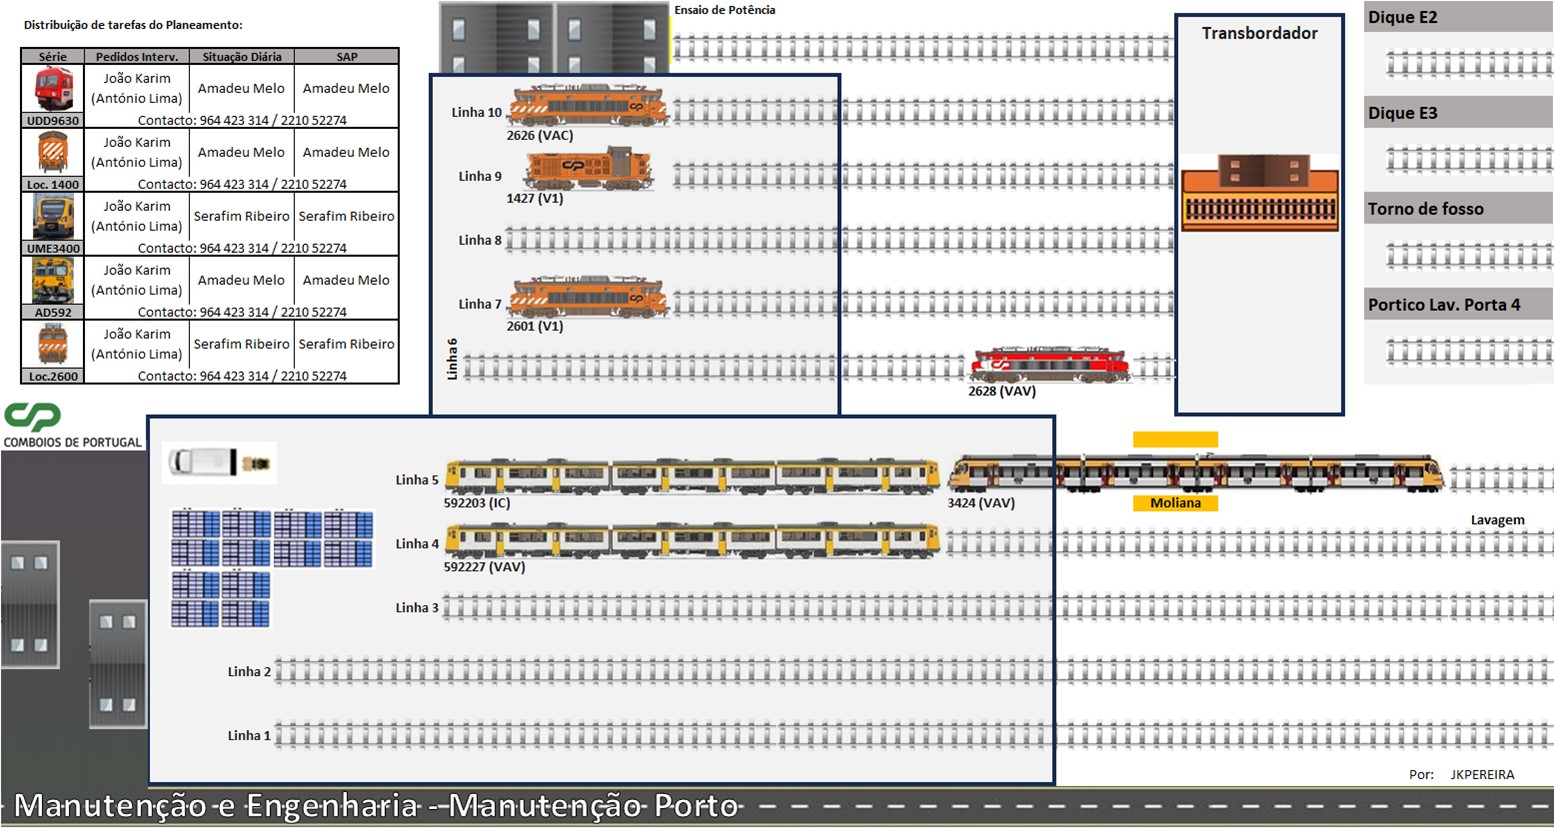 Distribuição de tarefas do Planeamento:
Série Pedidos Interv. Situação Diária SAP
João Karim
(António Lima)
Amadeu Melo Amadeu Melo
UDD9630 Contacto: 964 423 314 / 2210 52274
João Karim
(António Lima)
Amadeu Melo Amadeu Melo
Loc. 1400 Contacto: 964 423 314 / 2210 52274
João Karim
(António Lima)
Serafim Ribeiro Serafim Ribeiro
UME3400 Contacto: 964 423 314 / 2210 52274
João Karim
(António Lima)
Amadeu Melo Amadeu Melo
AD592 Contacto: 964 423 314 / 2210 52274
João Karim
(António Lima)
Serafim Ribeiro Serafim Ribeiro
Loc.2600 Contacto: 964 423 314 / 2210 52274
CP
COMBOIOS DE PORTUGAL
Ensaio de Potência
Linha 10
2626 (VAC)
Linha 9
1427 (V1)
Linha 8
Linha 7
2601 (V1)
Linha 6
2628 (VAV)
Transbordador
Dique E2
Dique E3
Torno de fosso
Portico Lav. Porta 4
Linha 5
592203 (IC)
3424 (VAV)
Moliana
Lavagem
Linha 4
592227 (VAV)
Linha 3
Linha 2
Linha 1
Por: JKPEREIRA
Manutenção e Engenharia - Manutenção Porto